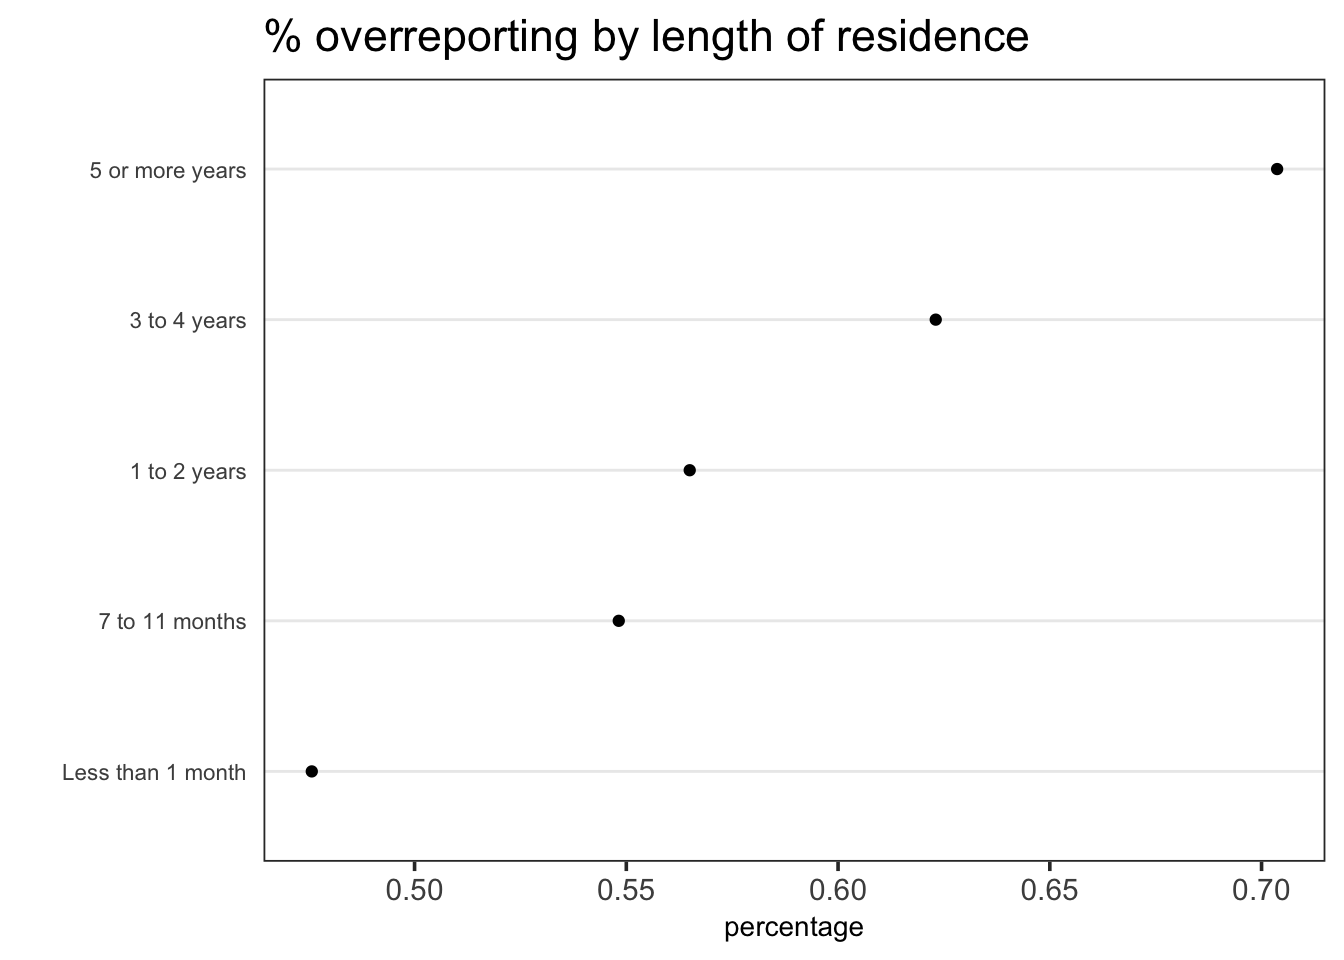 % overreporting by length of residence
5 or more years
3 to 4 years
1 to 2 years
7 to 11 months
Less than 1 month
0.50 0.55 0.60 0.65 0.70
percentage